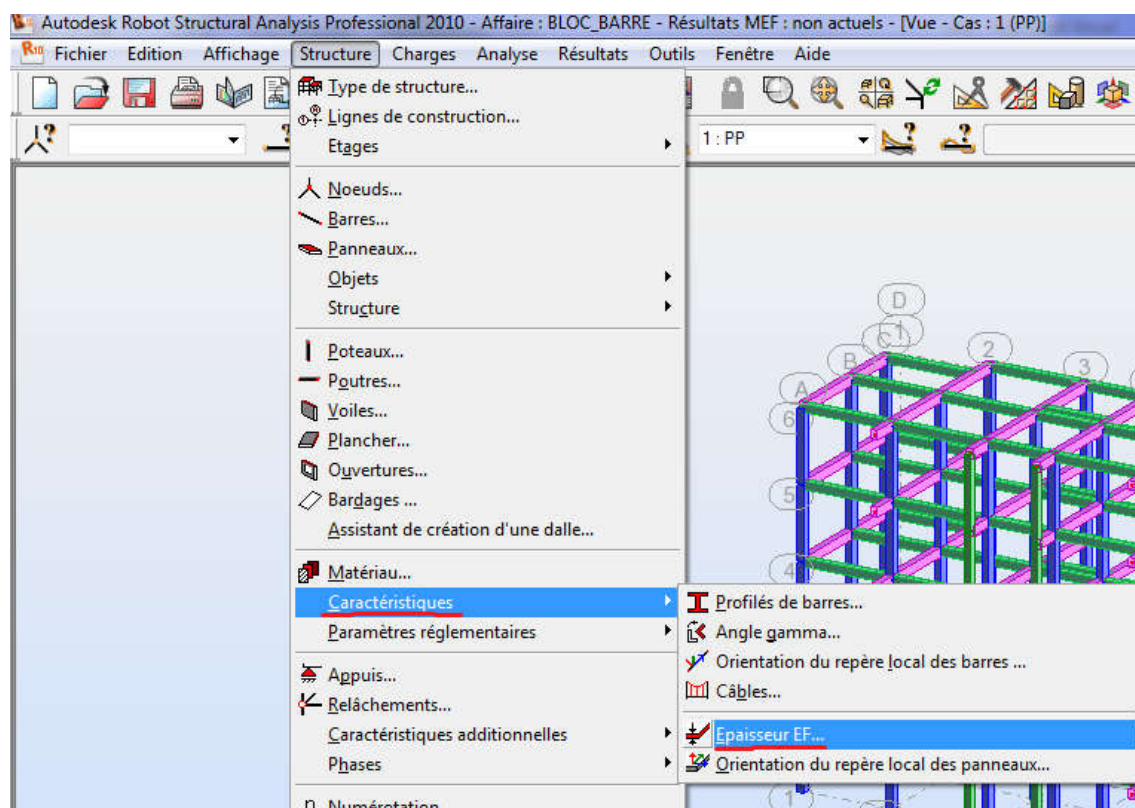 Autodesk Robot Structural Analysis Professional 2010 - Affaire : BLOC_BARRE - Résultats MEF : non actuels - [Vue - Cas : 1 (PP)]
Fichier Edition Affichage Structure Charges Analyse Résultats Outils Fenêtre Aide
1 : PP
Type de structure...
Lignes de construction...
Etages
Noeuds...
Barres...
Panneaux...
Objets
Structure
Poteaux...
Poutres...
Voiles...
Plancher...
Ouvertures...
Bardages ...
Assistant de création d'une dalle...
Matériau...
Caractéristiques
Paramètres réglementaires
Appuis...
Relâchements...
Caractéristiques additionnelles
Phases
Profilés de barres...
Angle gamma...
Orientation du repère local des barres ...
Câbles...
Epaisseur EF...
Orientation du repère local des panneaux...
D
C
1
B
2
3
A
6
5
4
1